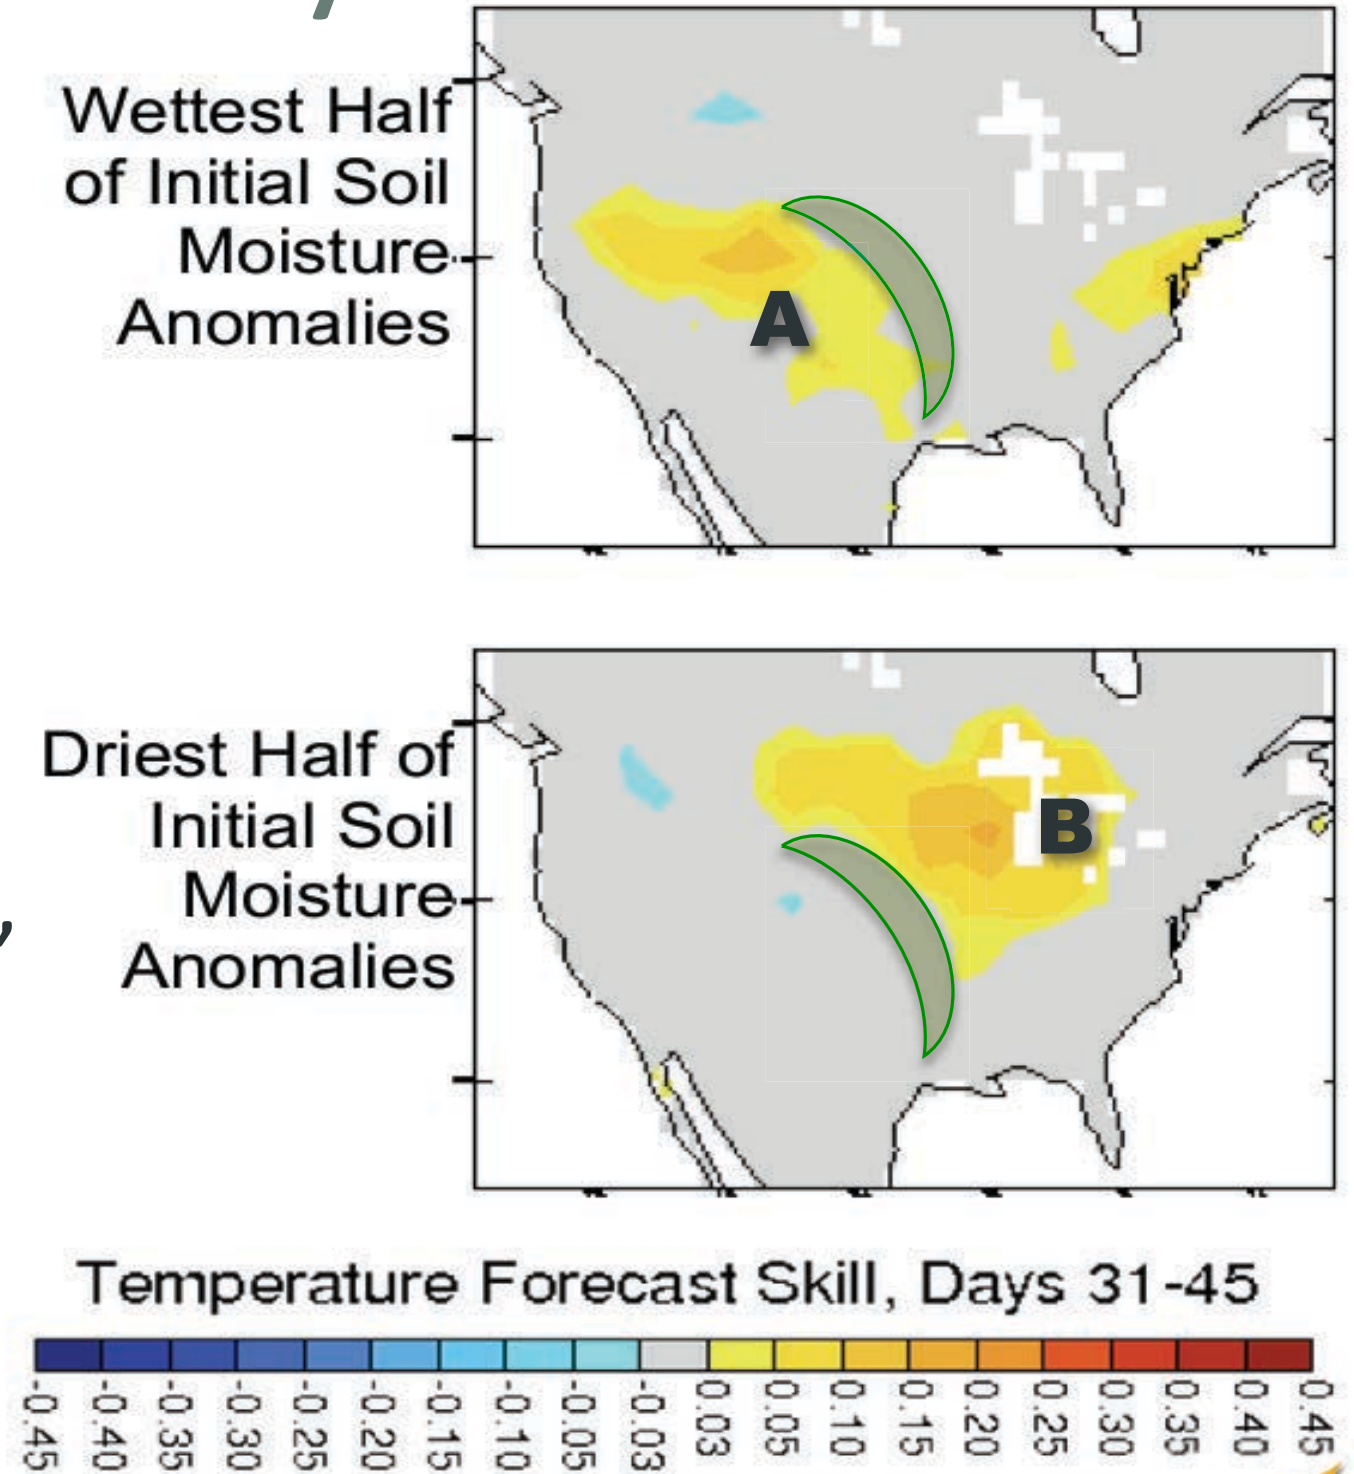 Wettest Half
of Initial Soil
Moisture
Anomalies
A
Driest Half of
Initial Soil
Moisture
Anomalies
B
Temperature Forecast Skill, Days 31-45
-0.45 -0.40 -0.35 -0.30 -0.25 -0.20 -0.15 -0.10 -0.05 -0.03 0.03 0.05 0.10 0.15 0.20 0.25 0.30 0.35 0.40 0.45